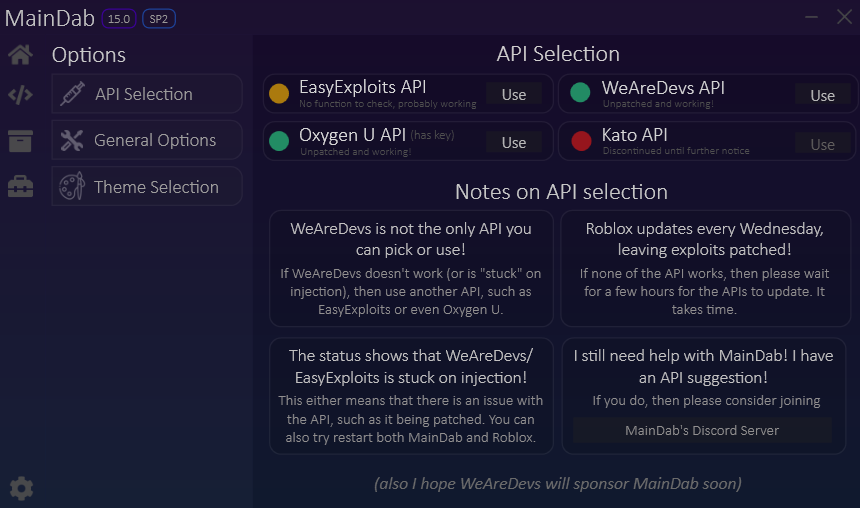 MainDab 15.0 SP2
Options
API Selection
General Options
Theme Selection
API Selection
EasyExploits API
No function to check, probably working
Use
WeAreDevs API
Unpatched and working!
Use
Oxygen U API (has key)
Unpatched and working!
Use
Kato API
Discontinued until further notice
Use
Notes on API selection
WeAreDevs is not the only API you
can pick or use!
If WeAreDevs doesn't work (or is "stuck" on
injection), then use another API, such as
EasyExploits or even Oxygen U.
Roblox updates every Wednesday,
leaving exploits patched!
If none of the API works, then please wait
for a few hours for the APIs to update. It
takes time.
The status shows that WeAreDevs/
EasyExploits is stuck on injection!
This either means that there is an issue with
the API, such as it being patched. You can
also try restart both MainDab and Roblox.
I still need help with MainDab! I have
an API suggestion!
If you do, then please consider joining
MainDab's Discord Server
(also I hope WeAreDevs will sponsor MainDab soon)